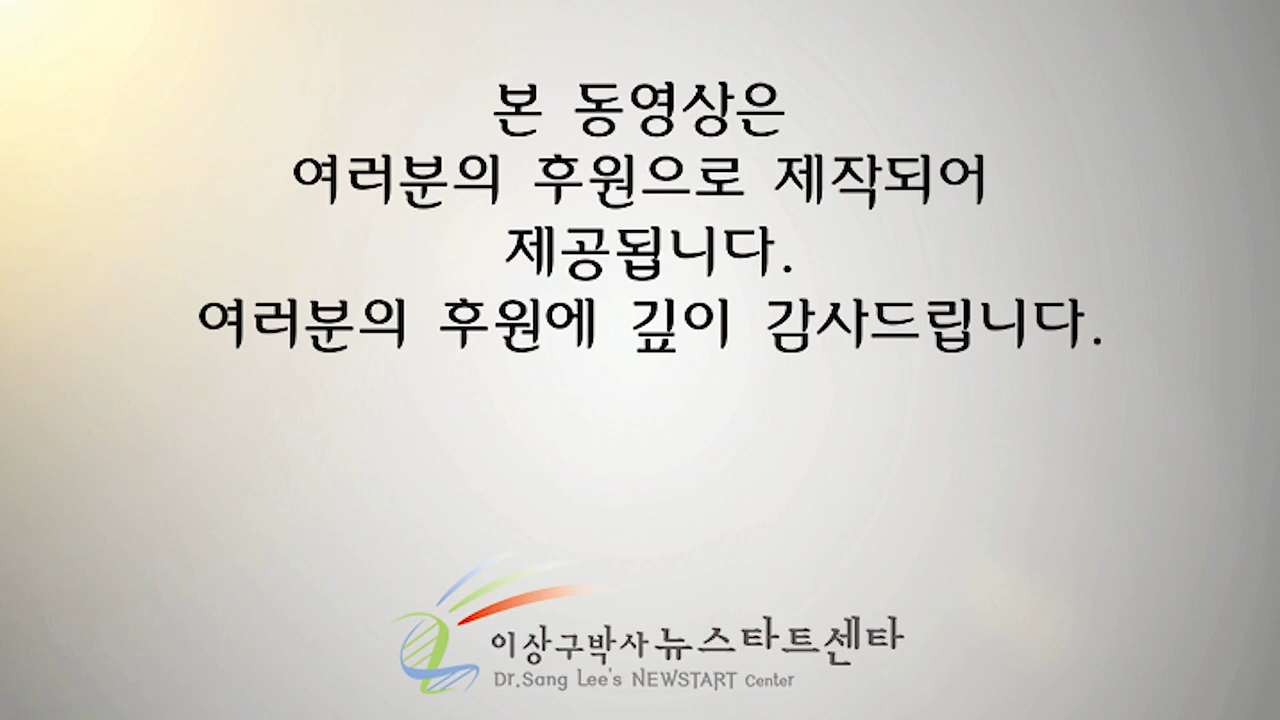 본 동영상은
여러분의 후원으로 제작되어
제공됩니다.
여러분의 후원에 깊이 감사드립니다.
이상구박사 뉴스타트센타
Dr.Sang Lee's NEWSTART Center